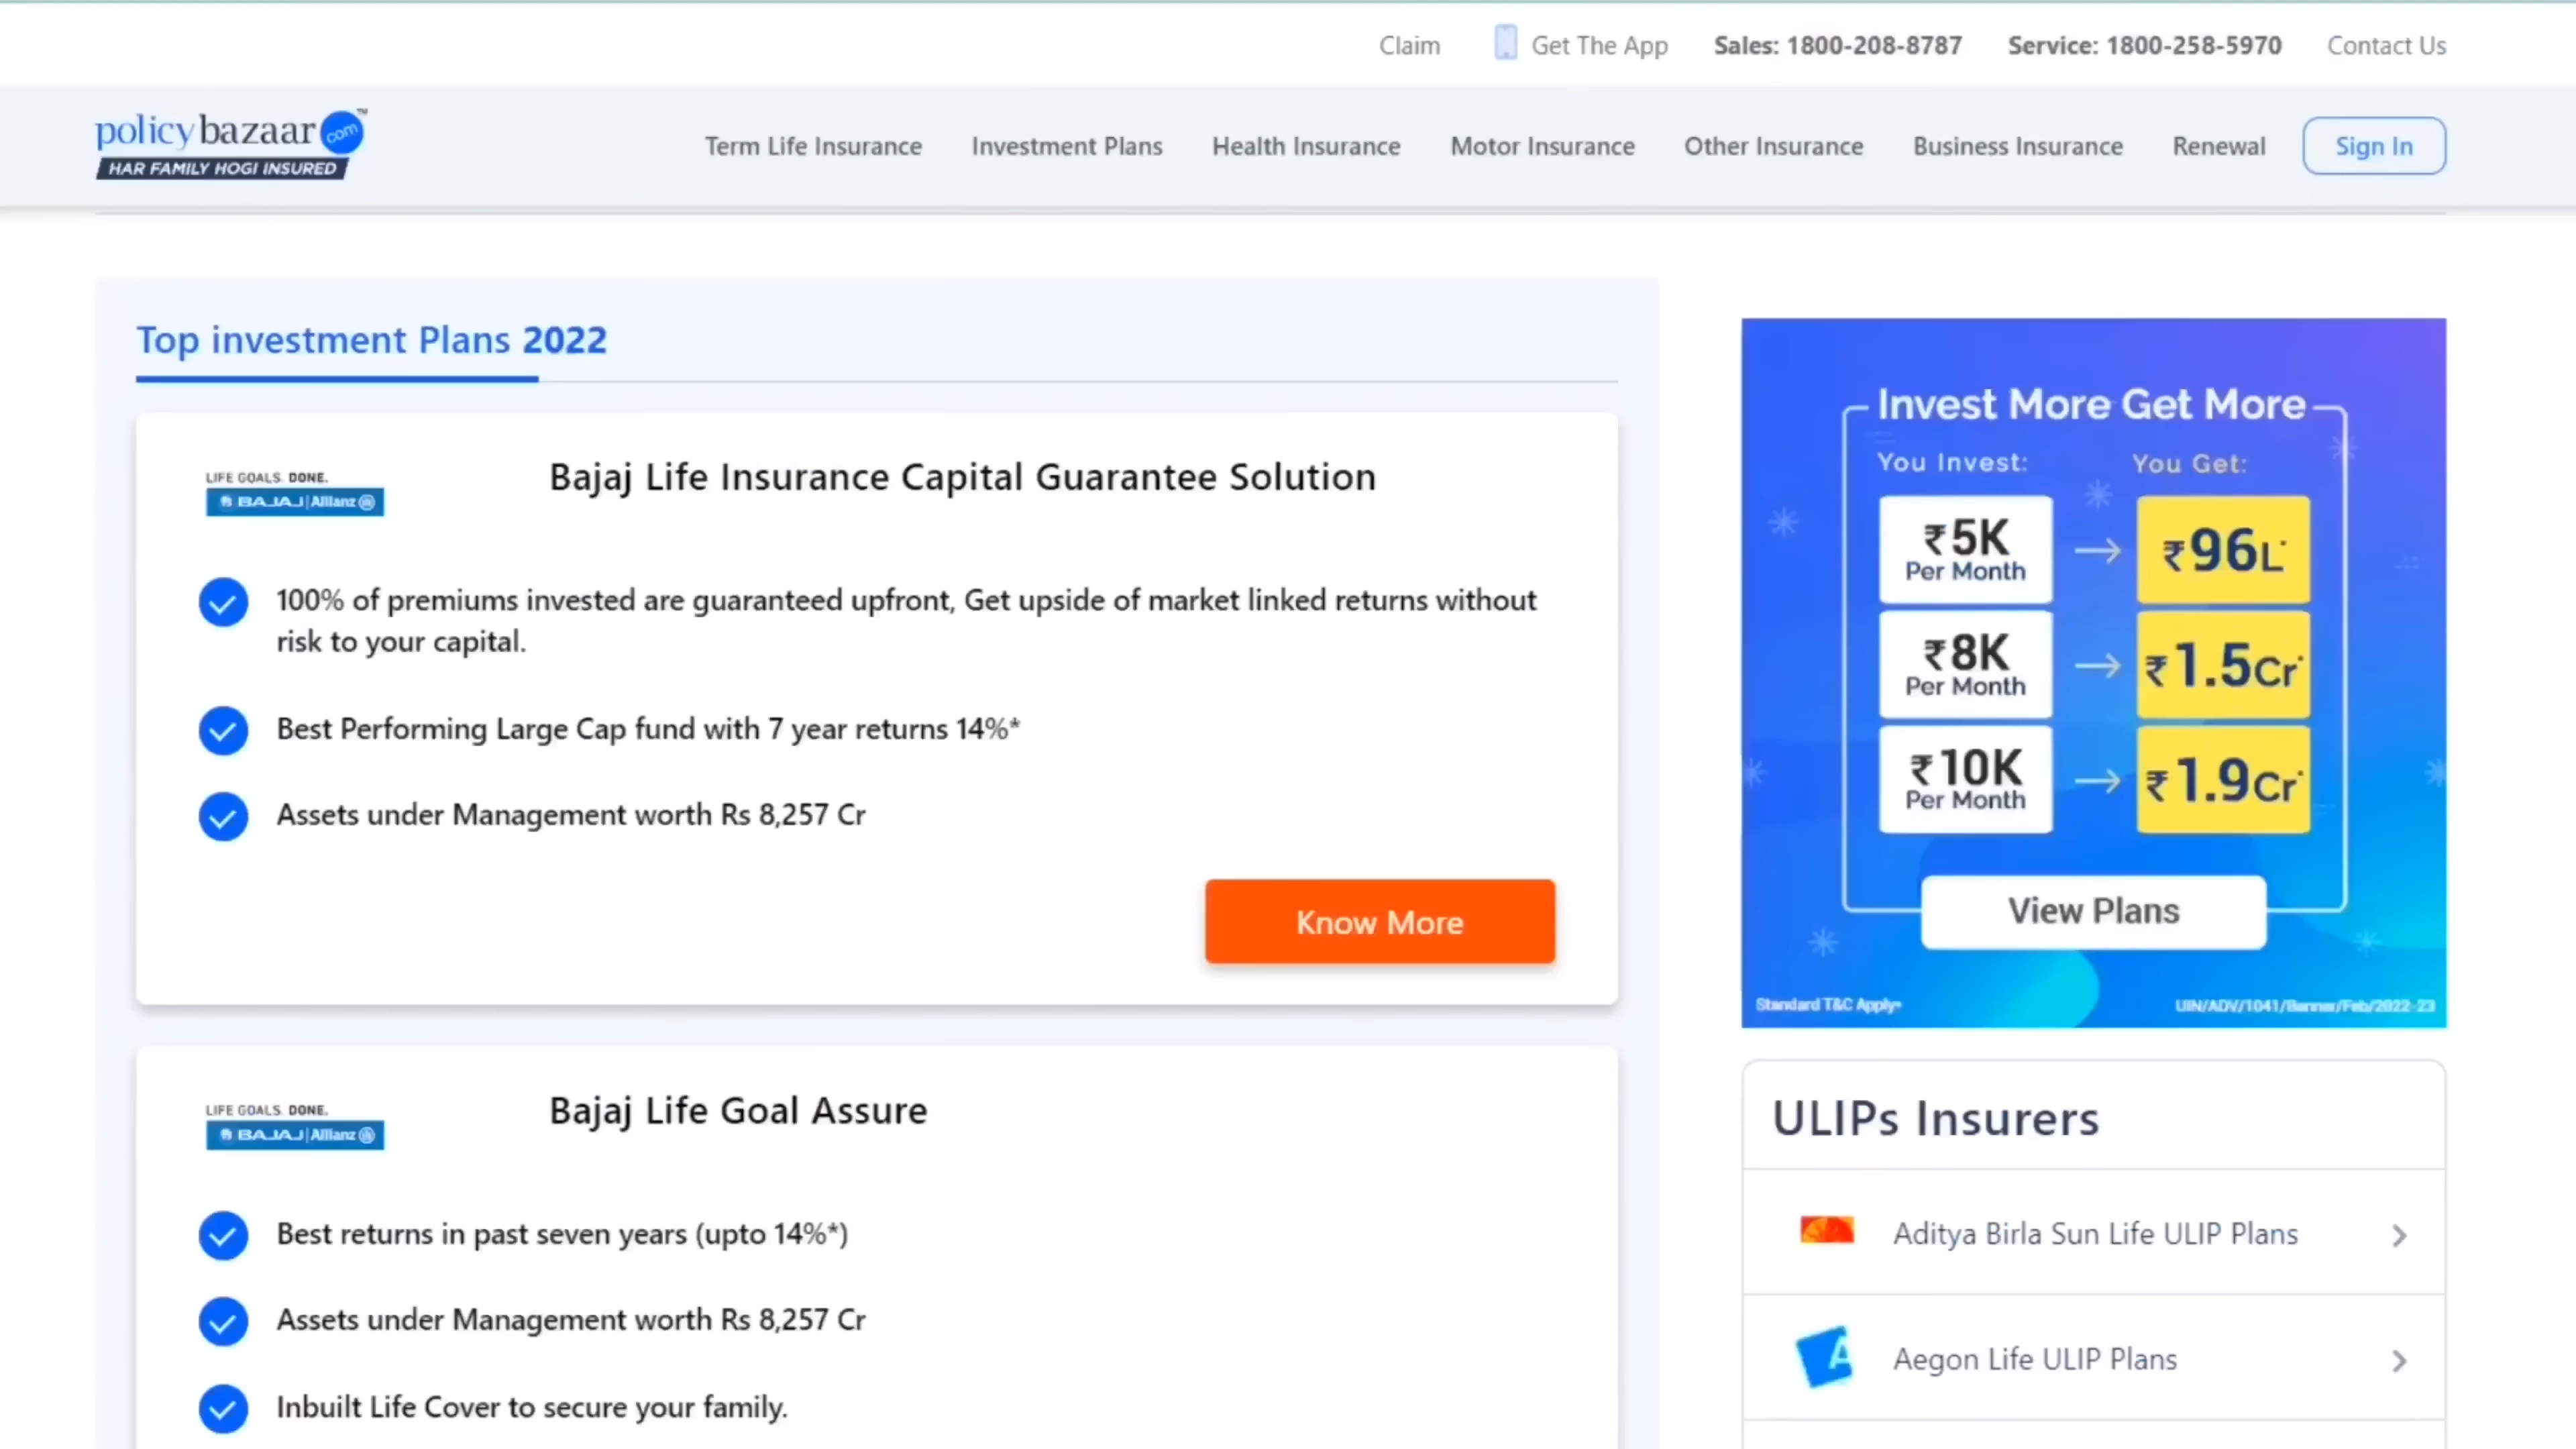 Claim Get The App Sales: 1800-208-8787 Service: 1800-258-5970 Contact Us
policybazaar.com™
HAR FAMILY HOGI INSURED
Term Life Insurance Investment Plans Health Insurance Motor Insurance Other Insurance Business Insurance Renewal Sign In
Top investment Plans 2022
LIFE GOALS. DONE.
BAJAJ | Allianz
Bajaj Life Insurance Capital Guarantee Solution
100% of premiums invested are guaranteed upfront, Get upside of market linked returns without
risk to your capital.
Best Performing Large Cap fund with 7 year returns 14%*
Assets under Management worth Rs 8,257 Cr
Know More
LIFE GOALS. DONE.
BAJAJ | Allianz
Bajaj Life Goal Assure
Best returns in past seven years (upto 14%*)
Assets under Management worth Rs 8,257 Cr
Inbuilt Life Cover to secure your family.
Invest More Get More
You Invest: You Get:
₹5K
Per Month
₹96L*
₹8K
Per Month
₹1.5Cr*
₹10K
Per Month
₹1.9Cr*
View Plans
Standard T&C Apply*
UIN/ADV/1041/Banner/Feb/2022-23
ULIPs Insurers
Aditya Birla Sun Life ULIP Plans
A
Aegon Life ULIP Plans